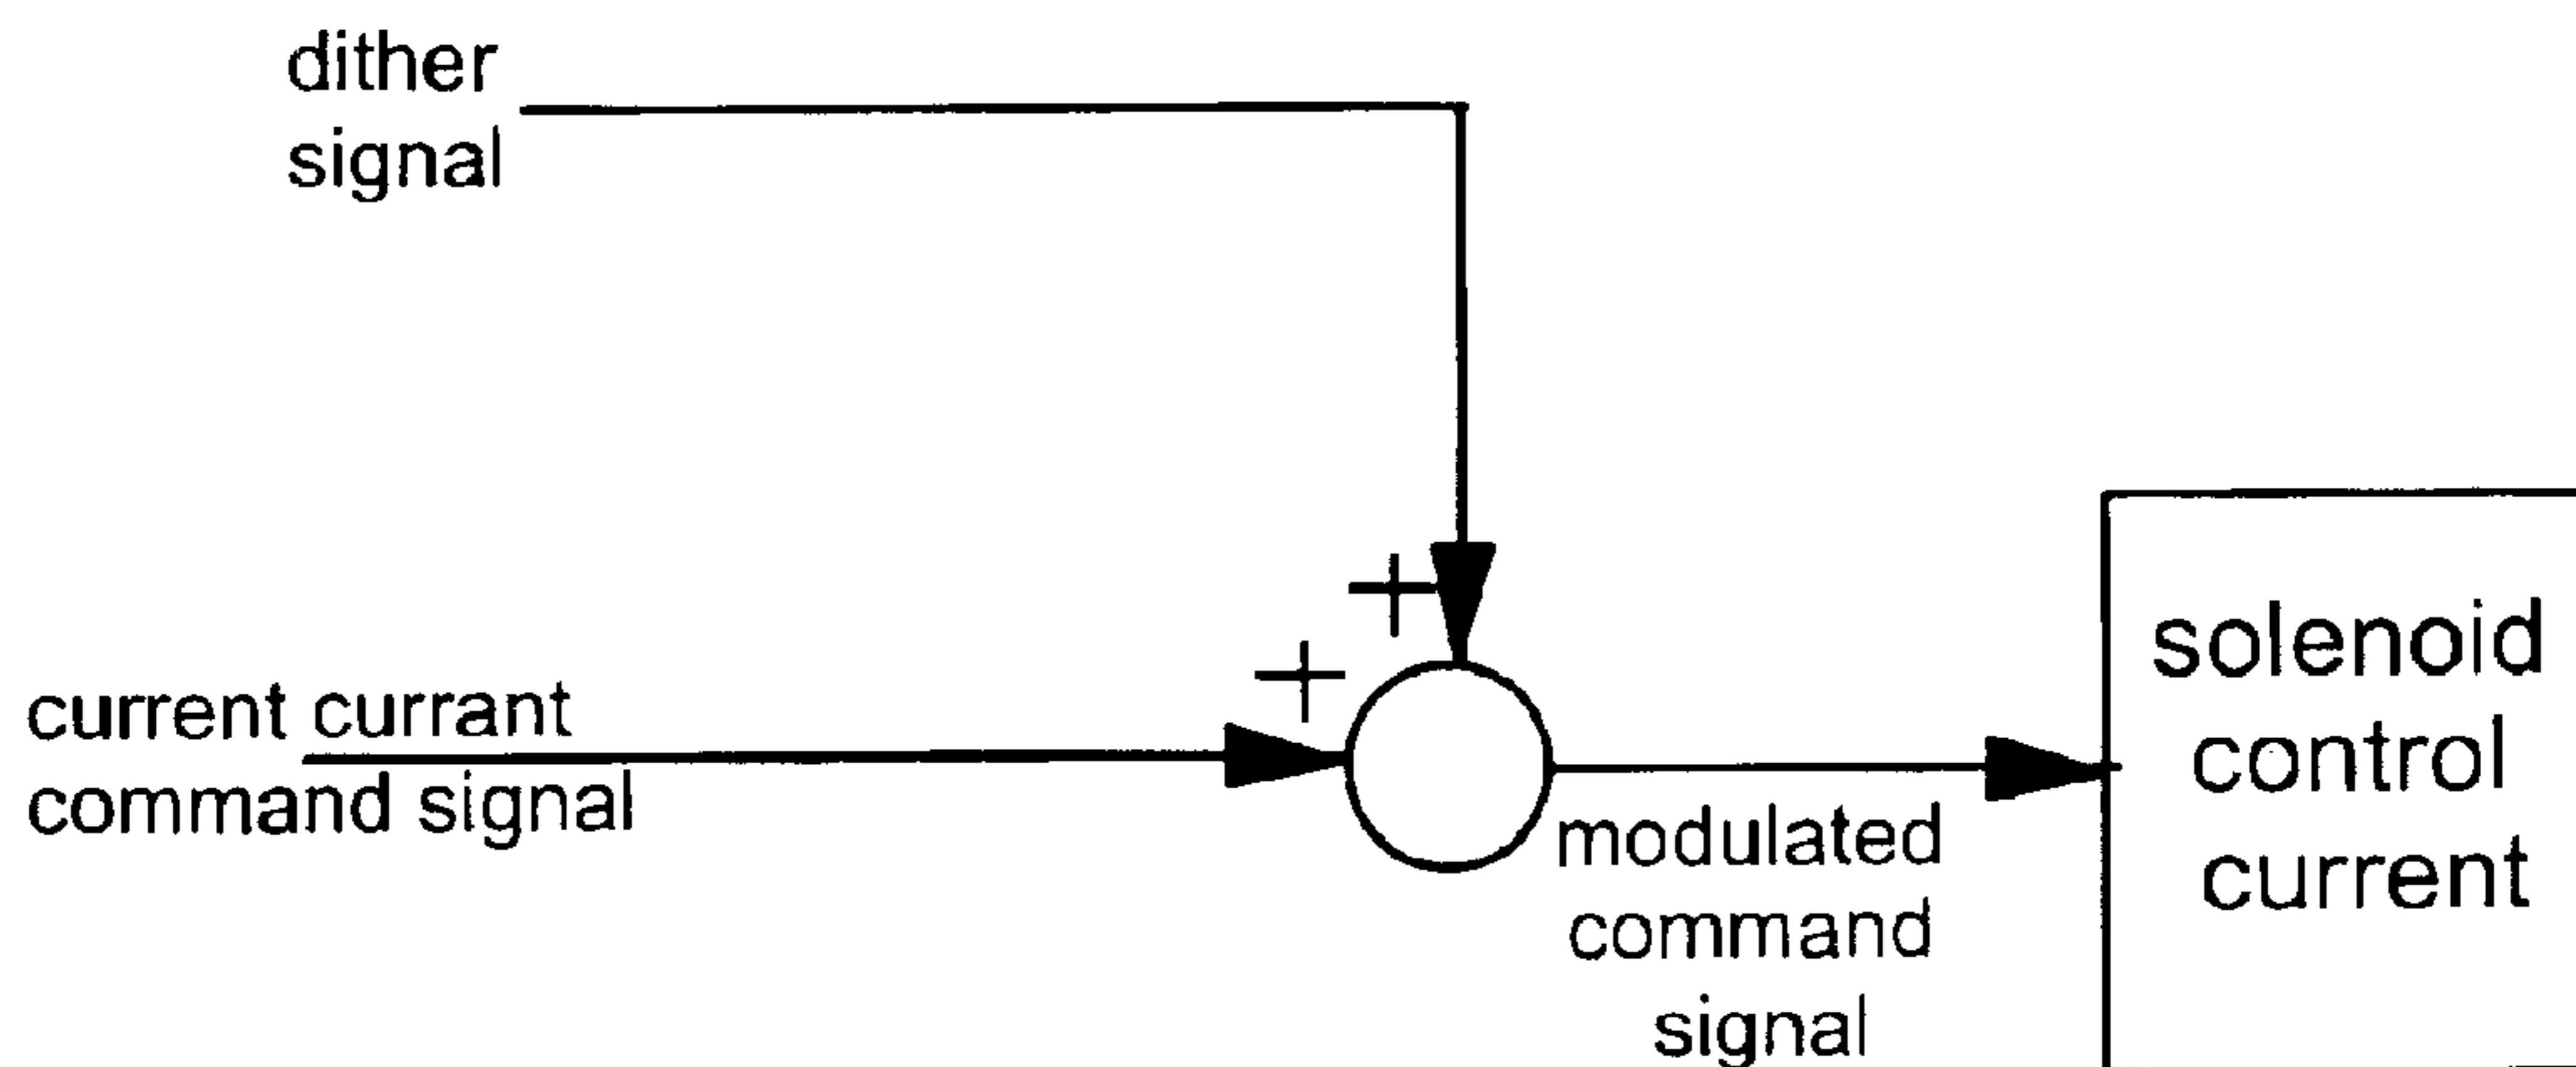 dither
signal
+
+
current currant
command signal
modulated
command
signal
solenoid
control
current